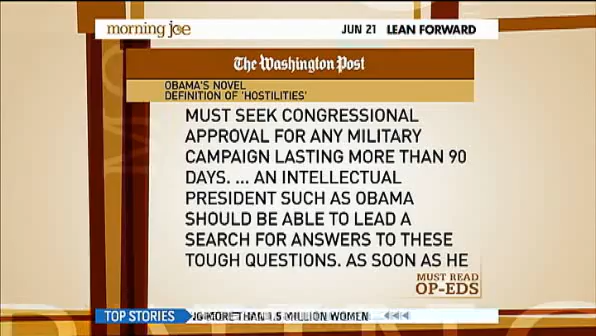 morning joe
JUN 21 LEAN FORWARD
The Washington Post
OBAMA'S NOVEL
DEFINITION OF 'HOSTILITIES'
MUST SEEK CONGRESSIONAL
APPROVAL FOR ANY MILITARY
CAMPAIGN LASTING MORE THAN 90
DAYS. ... AN INTELLECTUAL
PRESIDENT SUCH AS OBAMA
SHOULD BE ABLE TO LEAD A
SEARCH FOR ANSWERS TO THESE
TOUGH QUESTIONS. AS SOON AS HE
MUST READ
OP-EDS
TOP STORIES
MORE THAN 1.5 MILLION WOMEN